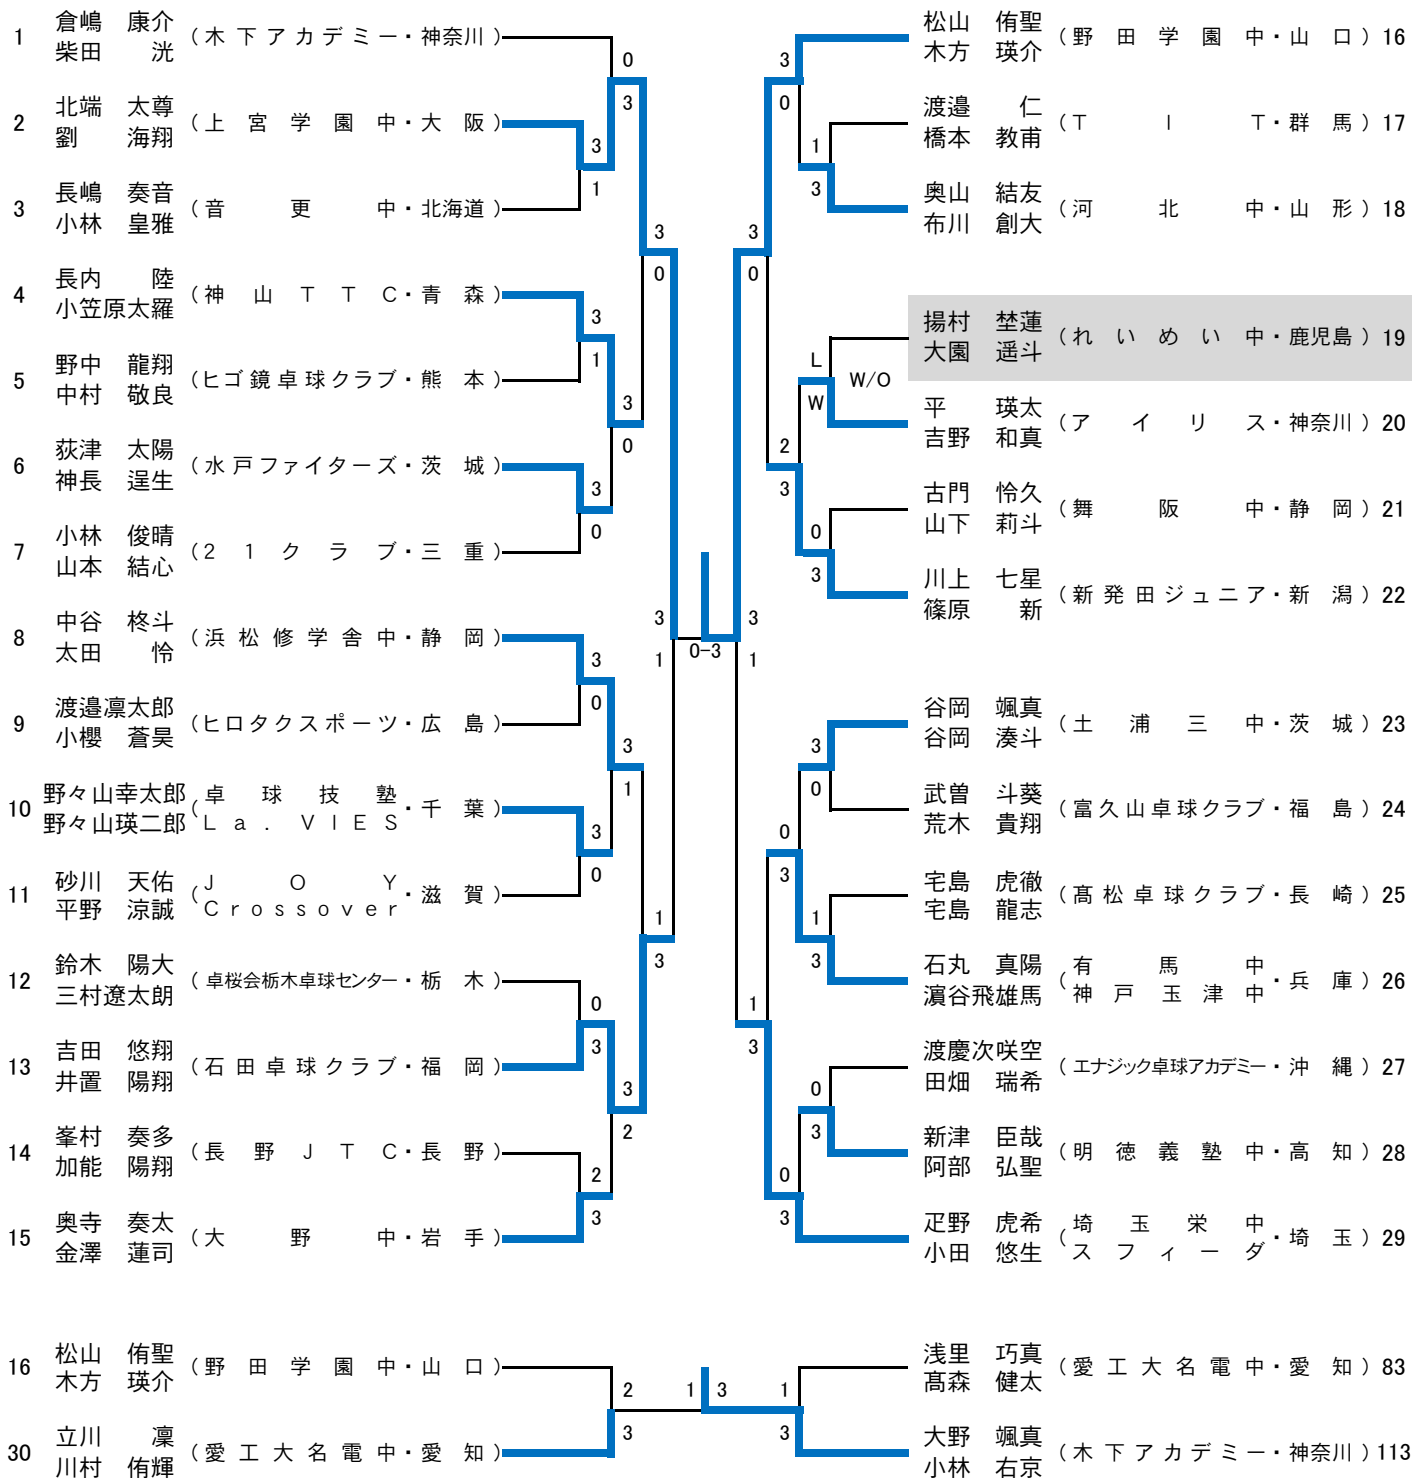 1 倉嶋 康介 柴田 洸 (木下アカデミー・神奈川)
0
3
2 北端 太尊 劉 海翔 (上宮学園中・大阪)
3
1
3 長嶋 奏音 小林 皇雅 (音更中・北海道)
3
0
4 長内 陸 小笠原太羅 (神山TTC・青森)
3
1
5 野中 龍翔 中村 敬良 (ヒゴ鏡卓球クラブ・熊本)
3
0
6 荻津 太陽 神長 逞生 (水戸ファイターズ・茨城)
3
0
7 小林 俊晴 山本 結心 (21クラブ・三重)
3
1
8 中谷 柊斗 太田 怜 (浜松修学舎中・静岡)
3
0
9 渡邉凛太郎 小櫻 蒼昊 (ヒロタクスポーツ・広島)
3
1
10 野々山幸太郎 野々山瑛二郎 (卓球技塾 La.VIES・千葉)
3
0
11 砂川 天佑 平野 涼誠 (JOY Crossover・滋賀)
1
3
12 鈴木 陽大 三村遼太朗 (卓桜会栃木卓球センター・栃木)
0
3
13 吉田 悠翔 井置 陽翔 (石田卓球クラブ・福岡)
3
2
14 峯村 奏多 加能 陽翔 (長野JTC・長野)
2
3
15 奥寺 奏太 金澤 蓮司 (大野中・岩手)
0-3
松山 侑聖 木方 瑛介 (野田学園中・山口) 16
3
0
渡邉 仁 橋本 教甫 (TIT・群馬) 17
1
3
奥山 結友 布川 創大 (河北中・山形) 18
3
0
揚村 埜蓮 大園 遥斗 (れいめい中・鹿児島) 19
L
W
W/O
平 瑛太 吉野 和真 (アイリス・神奈川) 20
2
3
古門 怜久 山下 莉斗 (舞阪中・静岡) 21
0
3
川上 七星 篠原 新 (新発田ジュニア・新潟) 22
3
1
谷岡 颯真 谷岡 湊斗 (土浦三中・茨城) 23
3
0
武曽 斗葵 荒木 貴翔 (富久山卓球クラブ・福島) 24
0
3
宅島 虎徹 宅島 龍志 (髙松卓球クラブ・長崎) 25
1
3
石丸 真陽 濵谷飛雄馬 (有馬中 神戸玉津中・兵庫) 26
1
3
渡慶次咲空 田畑 瑞希 (エナジック卓球アカデミー・沖縄) 27
0
3
新津 臣哉 阿部 弘聖 (明徳義塾中・高知) 28
0
3
疋野 虎希 小田 悠生 (埼玉栄中 スフィーダ・埼玉) 29
16 松山 侑聖 木方 瑛介 (野田学園中・山口)
2
3
30 立川 凜 川村 侑輝 (愛工大名電中・愛知)
1 3
浅里 巧真 髙森 健太 (愛工大名電中・愛知) 83
1
3
大野 颯真 小林 右京 (木下アカデミー・神奈川) 113